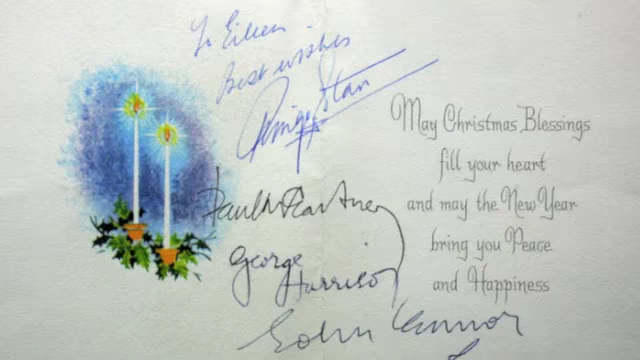 To Eileen
Best wishes
Ringo Starr
Paul McCartney
George
Harrison
John Lennon
May Christmas Blessings
fill your heart
and may the New Year
bring you Peace
and Happiness